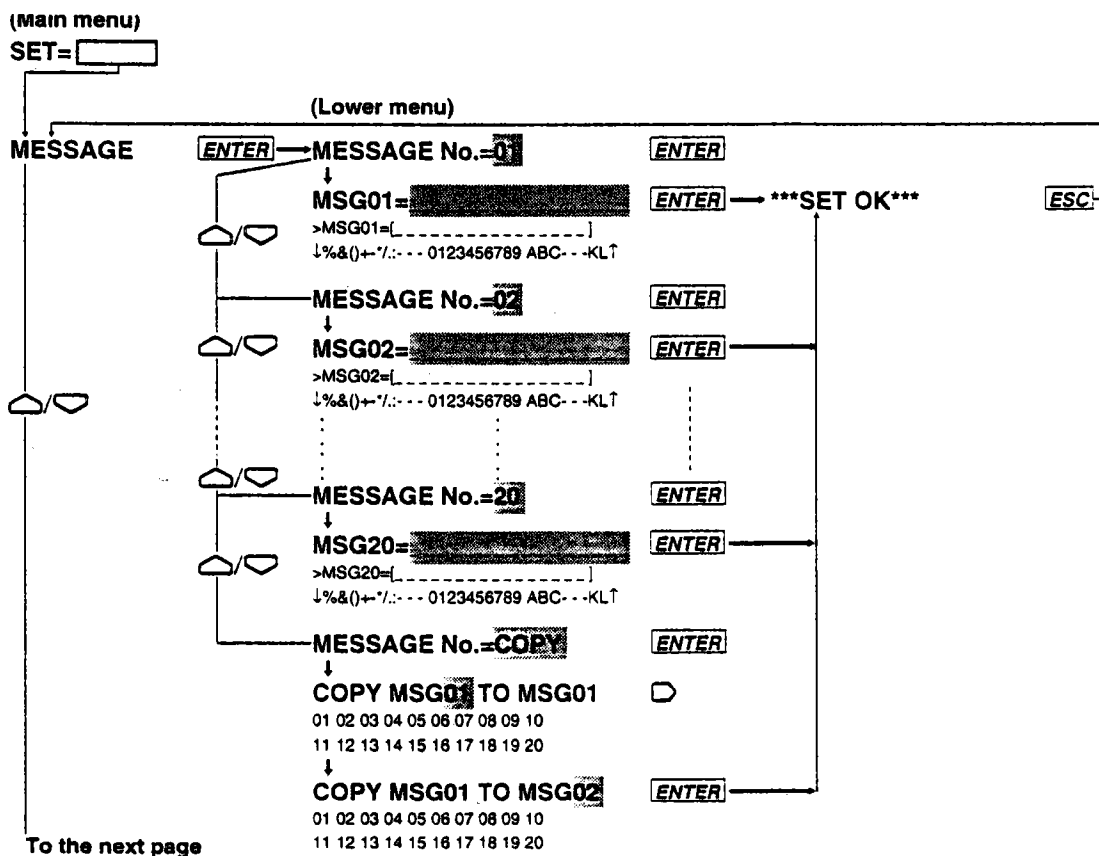 (Main menu)
SET=
(Lower menu)
MESSAGE ENTER MESSAGE No.=01 ENTER
MSG01= ENTER ***SET OK*** ESC
>MSG01=[_ _ _ _ _ _ _ _ _ _ _ _ _ _ _ _]
/
↓%&()+-*/.:- - - 0123456789 ABC- - -KL↑
MESSAGE No.=02 ENTER
/
MSG02= ENTER
>MSG02=[_ _ _ _ _ _ _ _ _ _ _ _ _ _ _ _]
/
↓%&()+-*/.:- - - 0123456789 ABC- - -KL↑
/
MESSAGE No.=20 ENTER
MSG20= ENTER
/
>MSG20=[_ _ _ _ _ _ _ _ _ _ _ _ _ _ _ _]
↓%&()+-*/.:- - - 0123456789 ABC- - -KL↑
MESSAGE No.=COPY ENTER
COPY MSG01 TO MSG01
01 02 03 04 05 06 07 08 09 10
11 12 13 14 15 16 17 18 19 20
COPY MSG01 TO MSG02 ENTER
01 02 03 04 05 06 07 08 09 10
11 12 13 14 15 16 17 18 19 20
To the next page